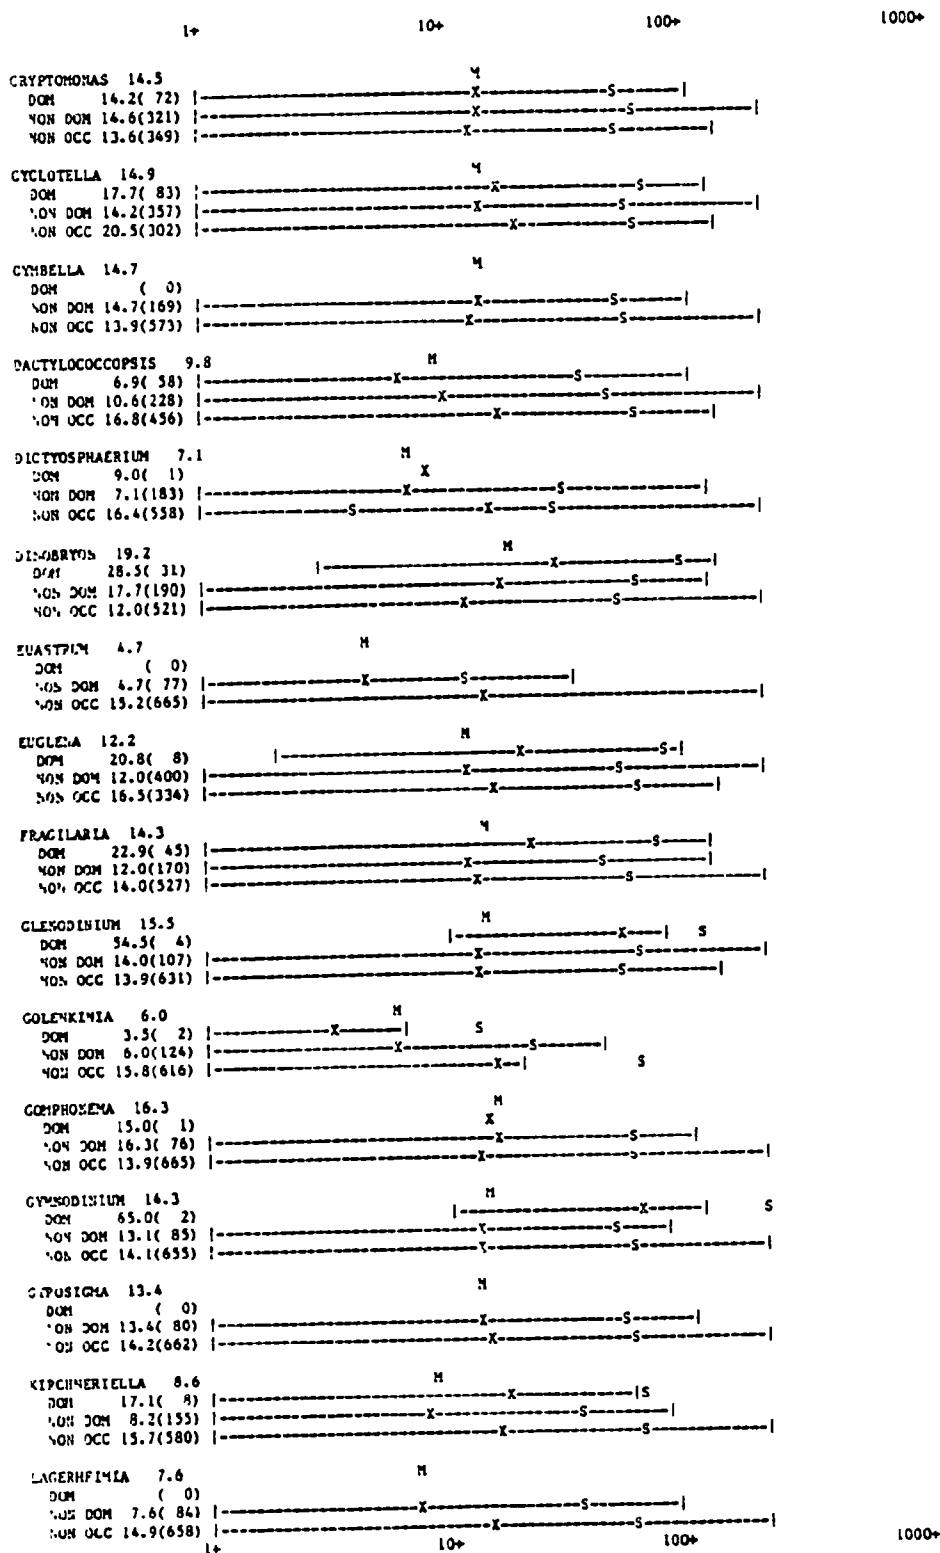 1+ 10+ 100+ 1000+
CRYPTOMONAS 14.5 M
DOM 14.2( 72) |---X---S---|
NON DOM 14.6(321) |---X---S---|
NON OCC 13.6(349) |---X---S---|
CYCLOTELLA 14.9 M
DOM 17.7( 83) |---X---S---|
NON DOM 14.2(357) |---X---S---|
NON OCC 20.5(302) |---X---S---|
CYMBELLA 14.7 M
DOM ( 0)
NON DOM 14.7(169) |---X---S---|
NON OCC 13.9(573) |---X---S---|
DACTYLOCOCCOPSIS 9.8 M
DOM 6.9( 58) |---X---S---|
NON DOM 10.6(228) |---X---S---|
NON OCC 16.8(456) |---X---S---|
DICTYOSPHAERIUM 7.1 M
DOM 9.0( 1) X
NON DOM 7.1(183) |---X---S---|
NON OCC 16.4(558) |---S---X---S---|
DINOBRYON 19.2 M
DOM 28.5( 31) |---X---S---|
NON DOM 17.7(190) |---X---S---|
NON OCC 12.0(521) |---X---S---|
EUASTRUM 4.7 M
DOM ( 0)
NON DOM 4.7( 77) |---X---S---|
NON OCC 15.2(665) |---X---|
EUGLENA 12.2 M
DOM 20.8( 8) |---X---S-|
NON DOM 12.0(400) |---X---S---|
NON OCC 16.5(334) |---X---S---|
FRAGILARIA 14.3 M
DOM 22.9( 45) |---X---S---|
NON DOM 12.0(170) |---X---S---|
NON OCC 14.0(527) |---X---S---|
GLENODINIUM 15.5 M
DOM 54.5( 4) |---X---| S
NON DOM 14.0(107) |---X---S---|
NON OCC 13.9(631) |---X---S---|
GOLENKINIA 6.0 M
DOM 3.5( 2) |---X---| S
NON DOM 6.0(124) |---X---S---|
NON OCC 15.8(616) |---X--| S
GOMPHONEMA 16.3 M
DOM 15.0( 1) X
NON DOM 16.3( 76) |---X---S---|
NON OCC 13.9(665) |---X---S---|
GYMNODINIUM 14.3 M
DOM 65.0( 2) |---X---| S
NON DOM 13.1( 85) |---X---S---|
NON OCC 14.1(655) |---X---S---|
GYROSIGMA 13.4 M
DOM ( 0)
NON DOM 13.4( 80) |---X---S---|
NON OCC 14.2(662) |---X---S---|
KIRCHNERIELLA 8.6 M
DOM 17.1( 8) |---X---|S
NON DOM 8.2(155) |---X---S---|
NON OCC 15.7(580) |---X---S---|
LAGERHEIMIA 7.6 M
DOM ( 0)
NON DOM 7.6( 84) |---X---S---|
NON OCC 14.9(658) |---X---S---|
1+ 10+ 100+ 1000+